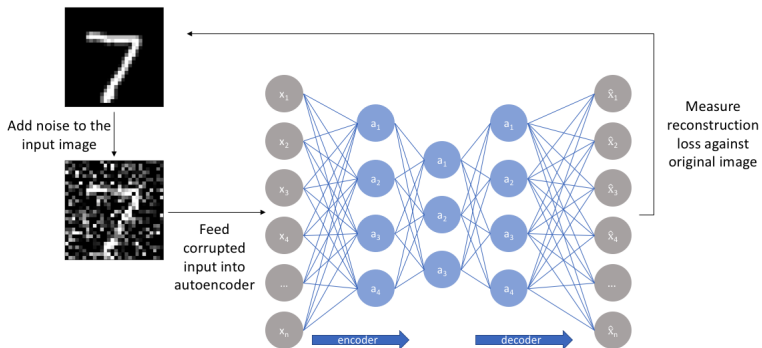 Add noise to the
input image
Feed
corrupted
input into
autoencoder
x1
x2
x3
x4
...
xn
a1
a2
a3
a4
a1
a2
a3
a1
a2
a3
a4
x̂1
x̂2
x̂3
x̂4
...
x̂n
encoder
decoder
Measure
reconstruction
loss against
original image